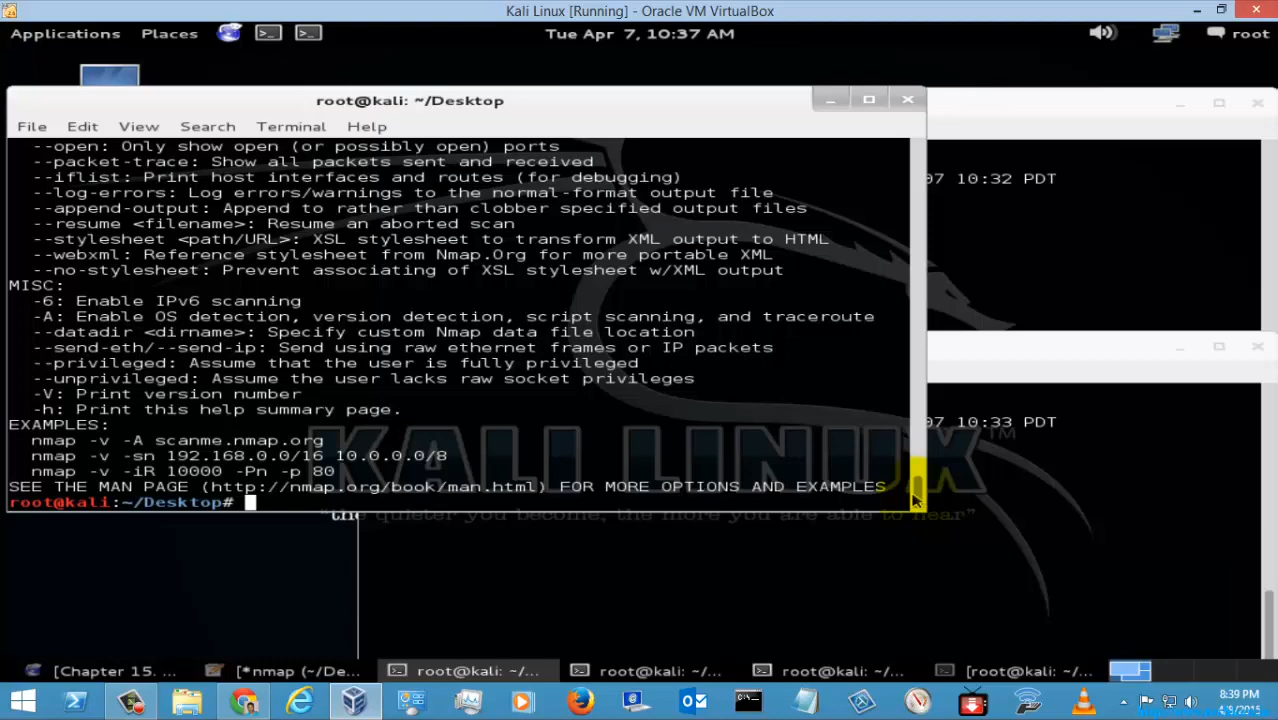 Kali Linux [Running] - Oracle VM VirtualBox
Applications Places Tue Apr 7, 10:37 AM root
root@kali: ~/Desktop
File Edit View Search Terminal Help
--open: Only show open (or possibly open) ports
--packet-trace: Show all packets sent and received
--iflist: Print host interfaces and routes (for debugging)
07 10:32 PDT
--log-errors: Log errors/warnings to the normal-format output file
--append-output: Append to rather than clobber specified output files
--resume <filename>: Resume an aborted scan
--stylesheet <path/URL>: XSL stylesheet to transform XML output to HTML
--webxml: Reference stylesheet from Nmap.Org for more portable XML
--no-stylesheet: Prevent associating of XSL stylesheet w/XML output
MISC:
-6: Enable IPv6 scanning
-A: Enable OS detection, version detection, script scanning, and traceroute
--datadir <dirname>: Specify custom Nmap data file location
--send-eth/--send-ip: Send using raw ethernet frames or IP packets
--privileged: Assume that the user is fully privileged
--unprivileged: Assume the user lacks raw socket privileges
-V: Print version number
-h: Print this help summary page.
EXAMPLES:
07 10:33 PDT
nmap -v -A scanme.nmap.org
nmap -v -sn 192.168.0.0/16 10.0.0.0/8
nmap -v -iR 10000 -Pn -p 80
SEE THE MAN PAGE (http://nmap.org/book/man.html) FOR MORE OPTIONS AND EXAMPLES
root@kali:~/Desktop#
KALI LINUX™
"the quieter you become, the more you are able to hear"
[Chapter 15. ... [*nmap (~/De... root@kali: ~/... root@kali: ~/... root@kali: ~/... [root@kali: ~/...
8:39 PM